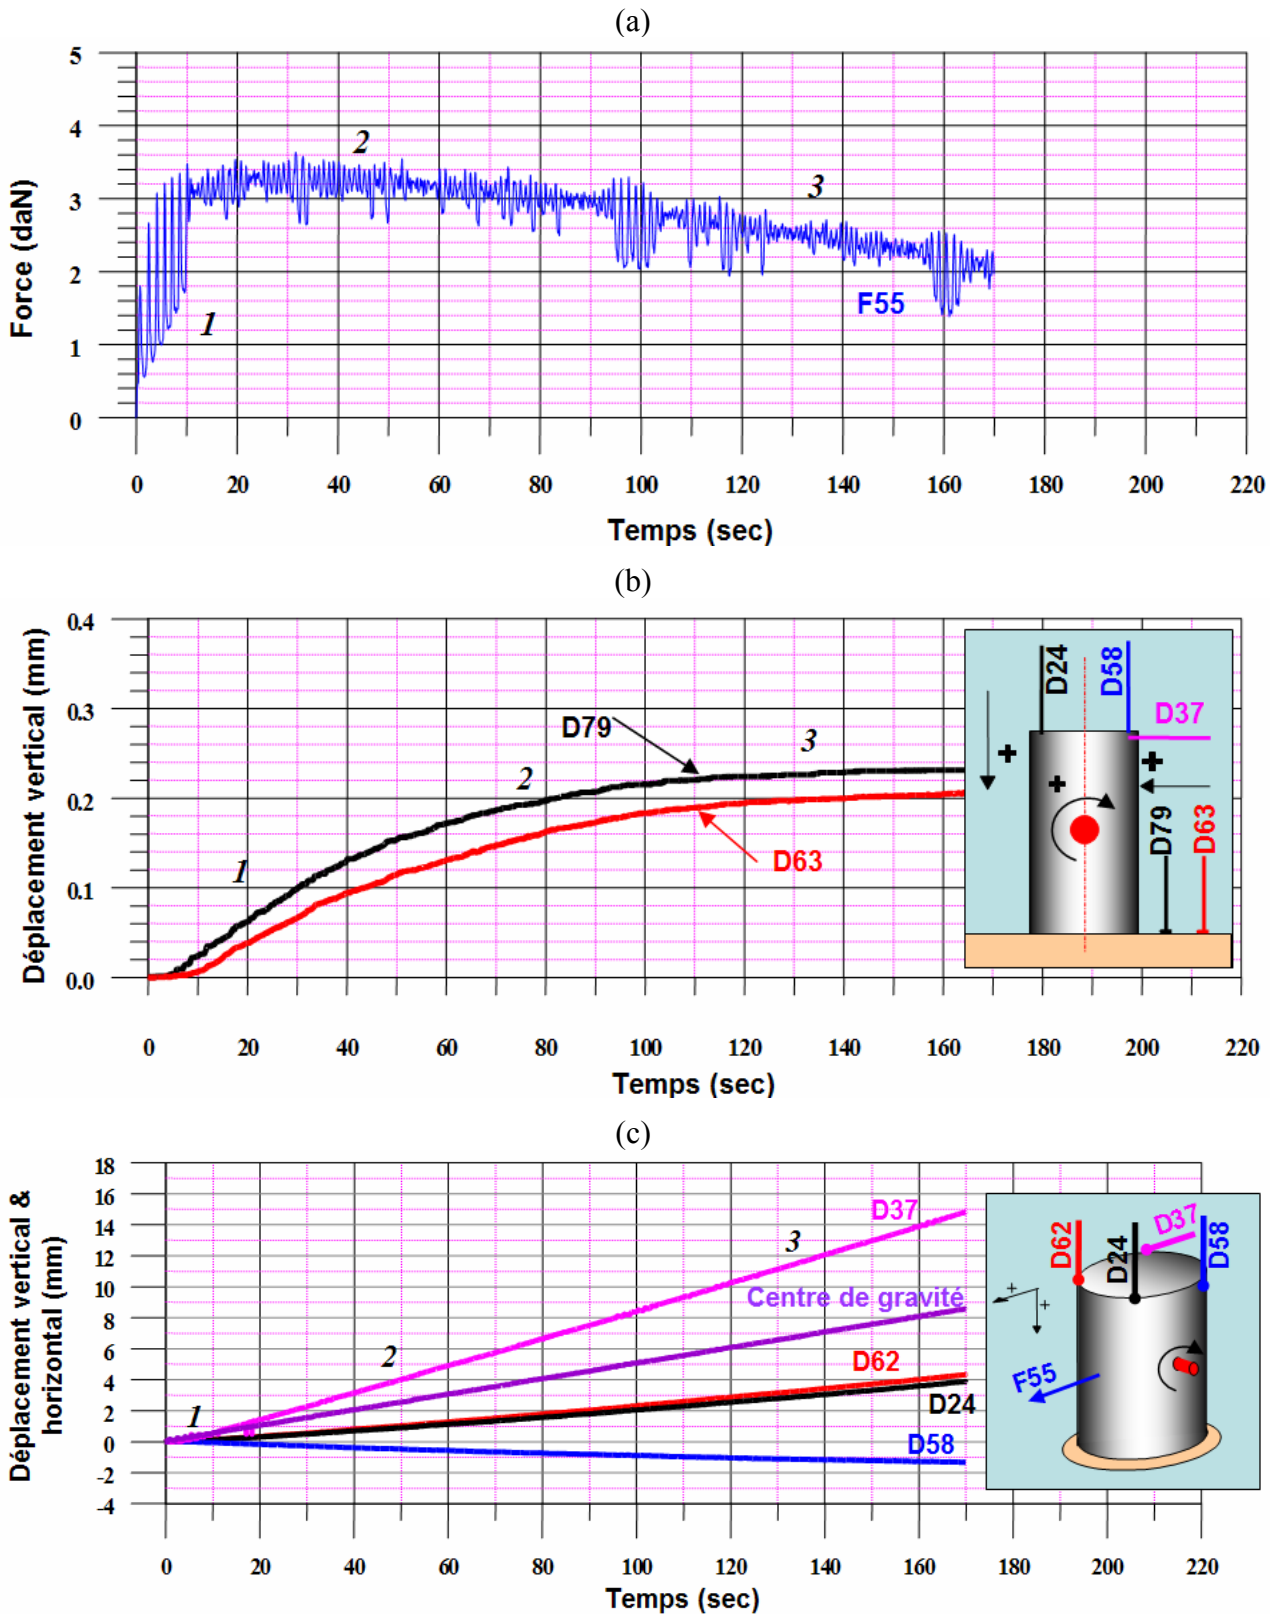 (a)
5
4
3
2
1
0
Force (daN)
2
3
1
F55
0 20 40 60 80 100 120 140 160 180 200 220
Temps (sec)
(b)
0.4
0.3
0.2
0.1
0.0
Déplacement vertical (mm)
D79
3
2
1
D63
D24
D58
D37
+
+
+
D79
D63
0 20 40 60 80 100 120 140 160 180 200 220
Temps (sec)
(c)
18
16
14
12
10
8
6
4
2
0
-2
-4
Déplacement vertical &
horizontal (mm)
D37
3
Centre de gravité
2
D62
D24
1
D58
D62
D24
D37
D58
+
+
F55
0 20 40 60 80 100 120 140 160 180 200 220
Temps (sec)